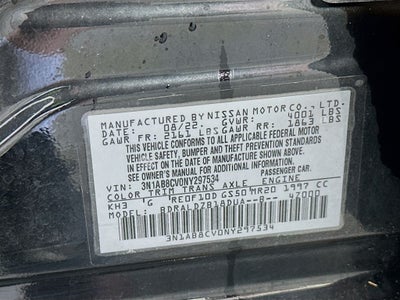 MANUFACTURED BY NISSAN MOTOR CO., LTD.
DATE: 08/22 GVWR: 4001 LBS
GAWR FR: 2161 LBS GAWR RR: 1863 LBS
THIS VEHICLE CONFORMS TO ALL APPLICABLE FEDERAL MOTOR
VEHICLE SAFETY, BUMPER AND THEFT PREVENTION STANDARDS
IN EFFECT ON THE DATE OF MANUFACTURE SHOWN ABOVE.
SEE OWNER'S MANUAL FOR ADDITIONAL INFORMATION.
VIN: 3N1AB8CV0NY297534 PASSENGER CAR
COLOR TRIM TRANS AXLE ENGINE
KH3 G RE0F10D GS50 MR20 1997 CC
MODEL: BDRALDZB18DUA--B-- 47000
3N1AB8CV0NY297534